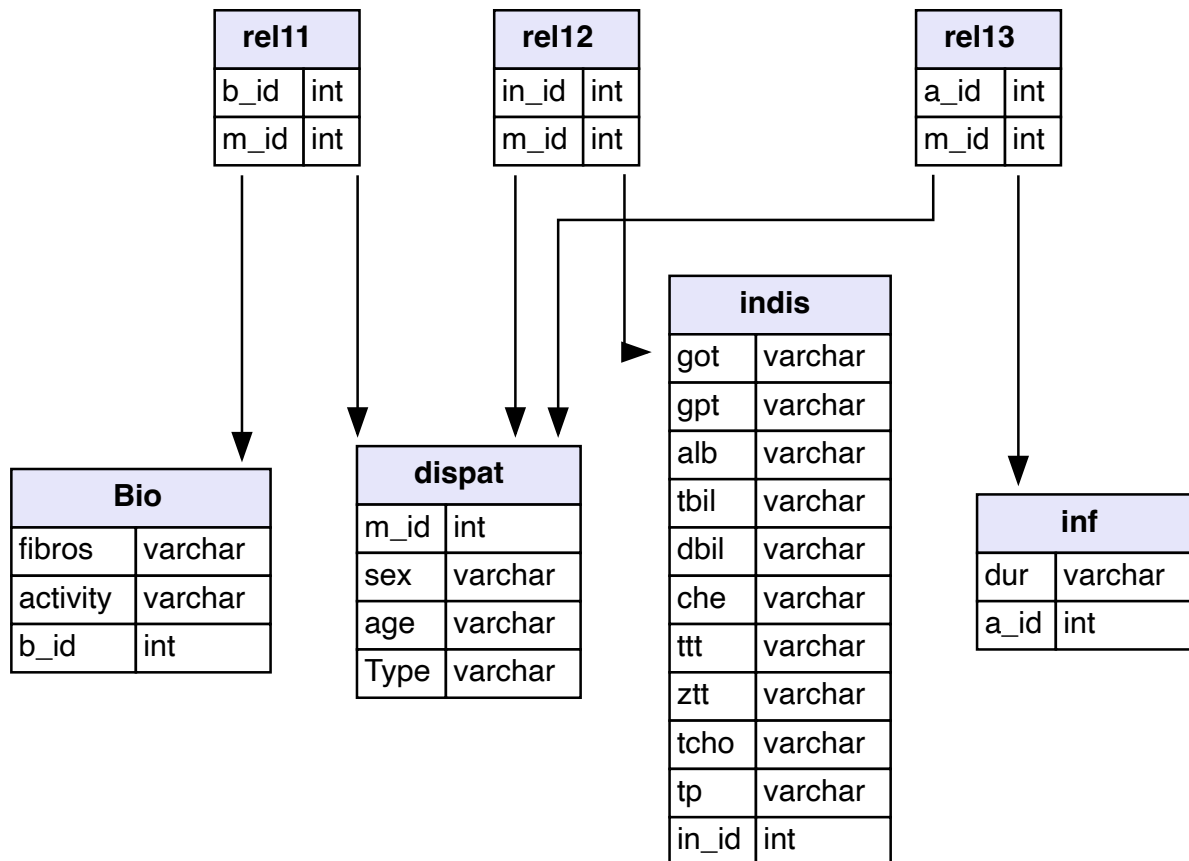 rel11
b_id int
m_id int
rel12
in_id int
m_id int
rel13
a_id int
m_id int
indis
got varchar
gpt varchar
alb varchar
tbil varchar
dbil varchar
che varchar
ttt varchar
ztt varchar
tcho varchar
tp varchar
in_id int
Bio
fibros varchar
activity varchar
b_id int
dispat
m_id int
sex varchar
age varchar
Type varchar
inf
dur varchar
a_id int